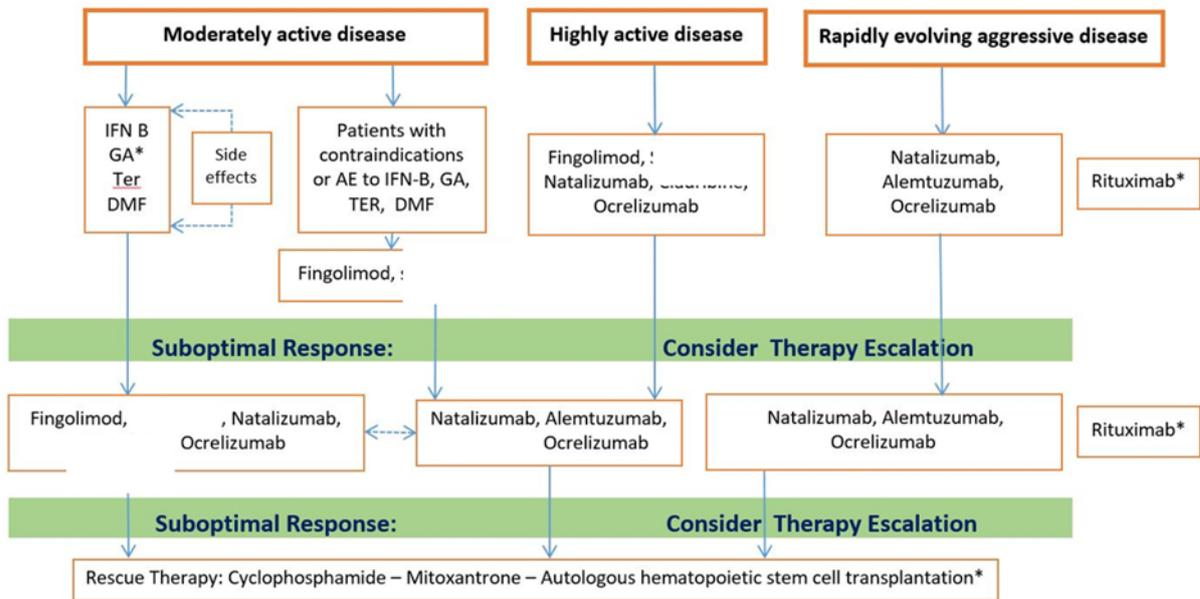 Moderately active disease
Highly active disease
Rapidly evolving aggressive disease
IFN B
GA*
Ter
DMF
Side
effects
Patients with
contraindications
or AE to IFN-B, GA,
TER, DMF
Fingolimod,
Fingolimod,
Natalizumab,
Ocrelizumab
Natalizumab,
Alemtuzumab,
Ocrelizumab
Rituximab*
Suboptimal Response:
Consider Therapy Escalation
Fingolimod, , Natalizumab,
Ocrelizumab
Natalizumab, Alemtuzumab,
Ocrelizumab
Natalizumab, Alemtuzumab,
Ocrelizumab
Rituximab*
Suboptimal Response:
Consider Therapy Escalation
Rescue Therapy: Cyclophosphamide – Mitoxantrone – Autologous hematopoietic stem cell transplantation*